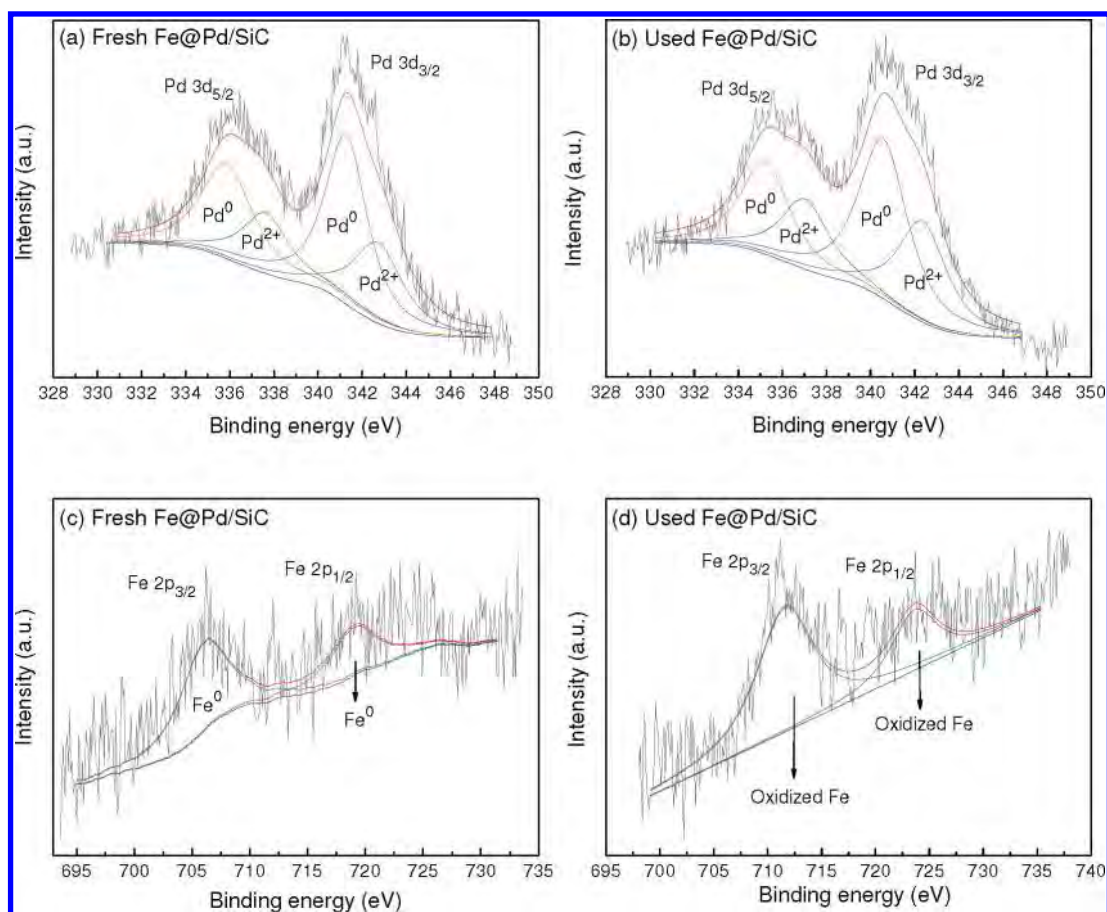 (a) Fresh Fe@Pd/SiC
Pd 3d5/2
Pd 3d3/2
Pd0
Pd2+
Pd0
Pd2+
Intensity (a.u.)
328 330 332 334 336 338 340 342 344 346 348 350
Binding energy (eV)
(b) Used Fe@Pd/SiC
Pd 3d5/2
Pd 3d3/2
Pd0
Pd2+
Pd0
Pd2+
Intensity (a.u.)
328 330 332 334 336 338 340 342 344 346 348 350
Binding energy (eV)
(c) Fresh Fe@Pd/SiC
Fe 2p3/2
Fe 2p1/2
Fe0
Fe0
Intensity (a.u.)
695 700 705 710 715 720 725 730 735
Binding energy (eV)
(d) Used Fe@Pd/SiC
Fe 2p3/2
Fe 2p1/2
Oxidized Fe
Oxidized Fe
Intensity (a.u.)
700 705 710 715 720 725 730 735 740
Binding energy (eV)